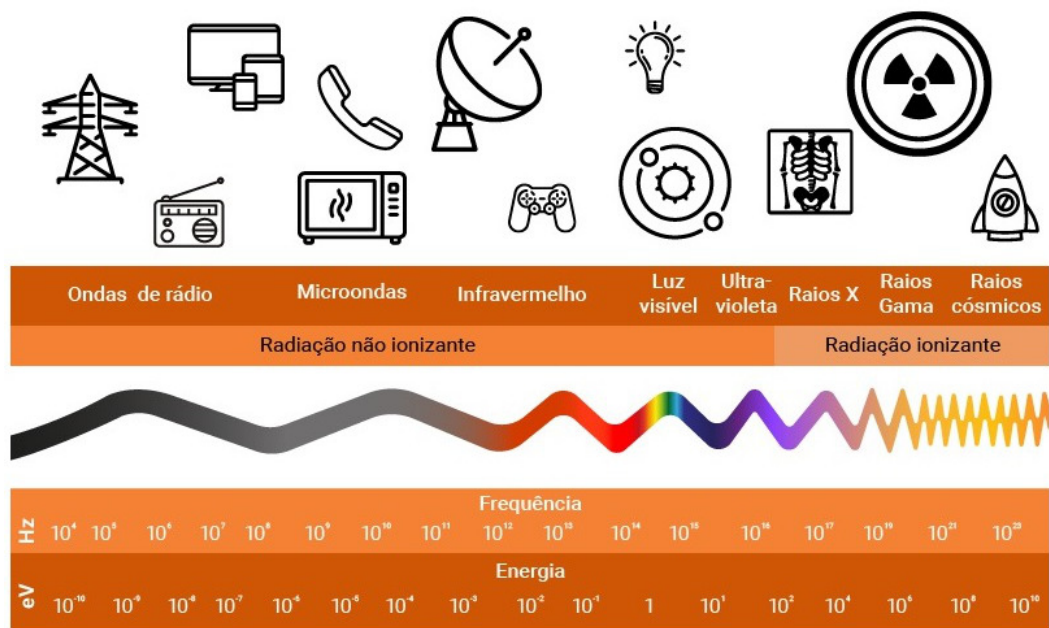 Ondas de rádio
Microondas
Infravermelho
Luz visível
Ultra-violeta
Raios X
Raios Gama
Raios cósmicos
Radiação não ionizante
Radiação ionizante
Frequência
Hz 10⁴ 10⁵ 10⁶ 10⁷ 10⁸ 10⁹ 10¹⁰ 10¹¹ 10¹² 10¹³ 10¹⁴ 10¹⁵ 10¹⁶ 10¹⁷ 10¹⁹ 10²¹ 10²³
Energia
eV 10⁻¹⁰ 10⁻⁹ 10⁻⁸ 10⁻⁷ 10⁻⁶ 10⁻⁵ 10⁻⁴ 10⁻³ 10⁻² 10⁻¹ 1 10¹ 10² 10⁴ 10⁶ 10⁸ 10¹⁰